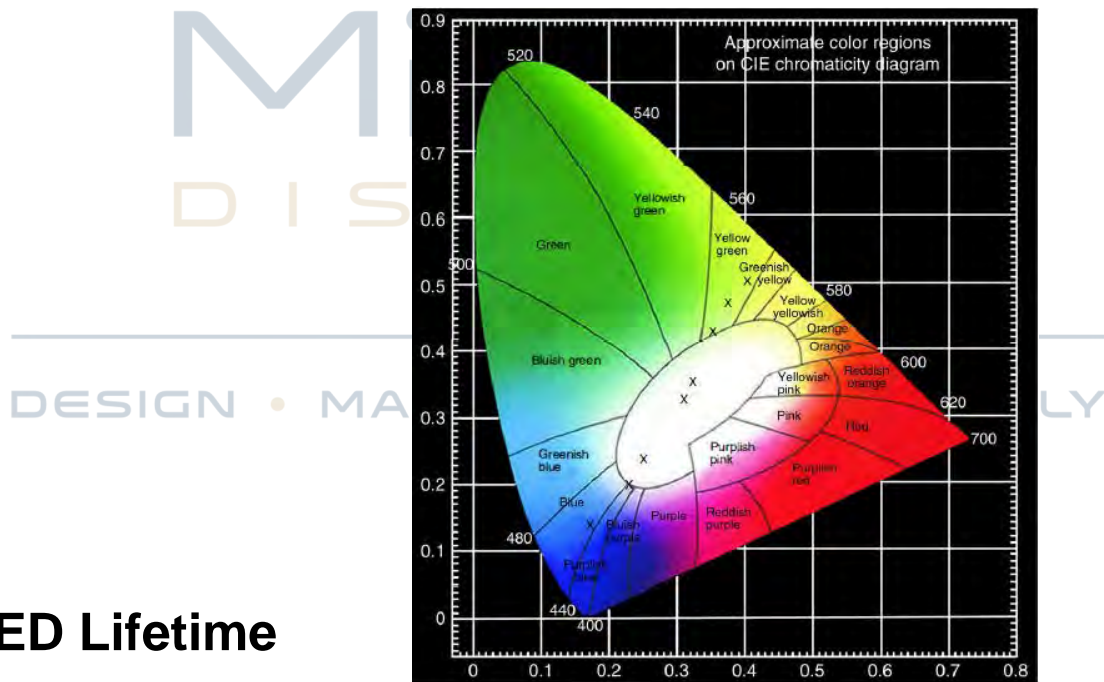 Mi
DIS
DESIGN • MA
LY
ED Lifetime
Approximate color regions
on CIE chromaticity diagram
0.9
0.8
0.7
0.6
0.5
0.4
0.3
0.2
0.1
0
0
0.1
0.2
0.3
0.4
0.5
0.6
0.7
0.8
520
540
560
580
600
620
700
500
480
440
400
Yellowish
green
Green
Yellow
green
Greenish
yellow
X
X
X
Yellow
yellowish
Orange
Orange
Bluish green
X
X
Yellowish
pink
Reddish
orange
Pink
Red
Purplish
pink
Purplish
red
Greenish
blue
X
X
Blue
X
Bluish
purple
Purple
Reddish
purple
Purplish
blue